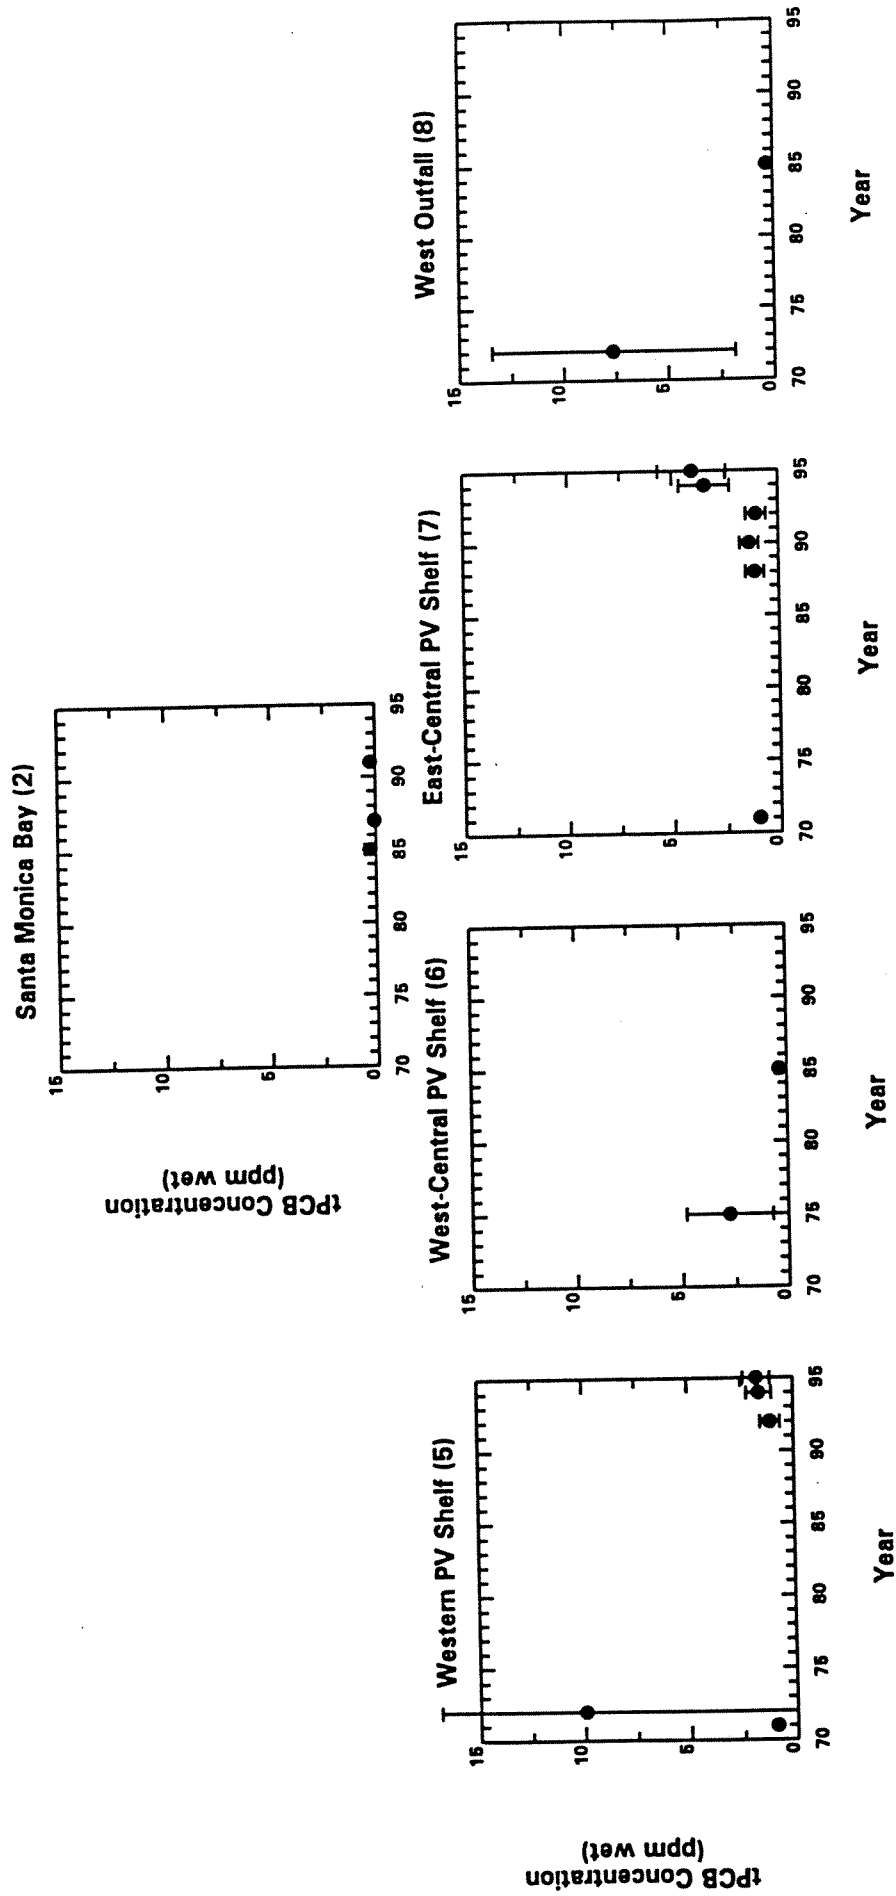 Santa Monica Bay (2)
tPCB Concentration
(ppm wet)
15
10
5
0
70 75 80 85 90 95
Western PV Shelf (5)
tPCB Concentration
(ppm wet)
15
10
5
0
70 75 80 85 90 95
Year
West-Central PV Shelf (6)
15
10
5
0
70 75 80 85 90 95
Year
East-Central PV Shelf (7)
15
10
5
0
70 75 80 85 90 95
Year
West Outfall (8)
15
10
5
0
70 75 80 85 90 95
Year